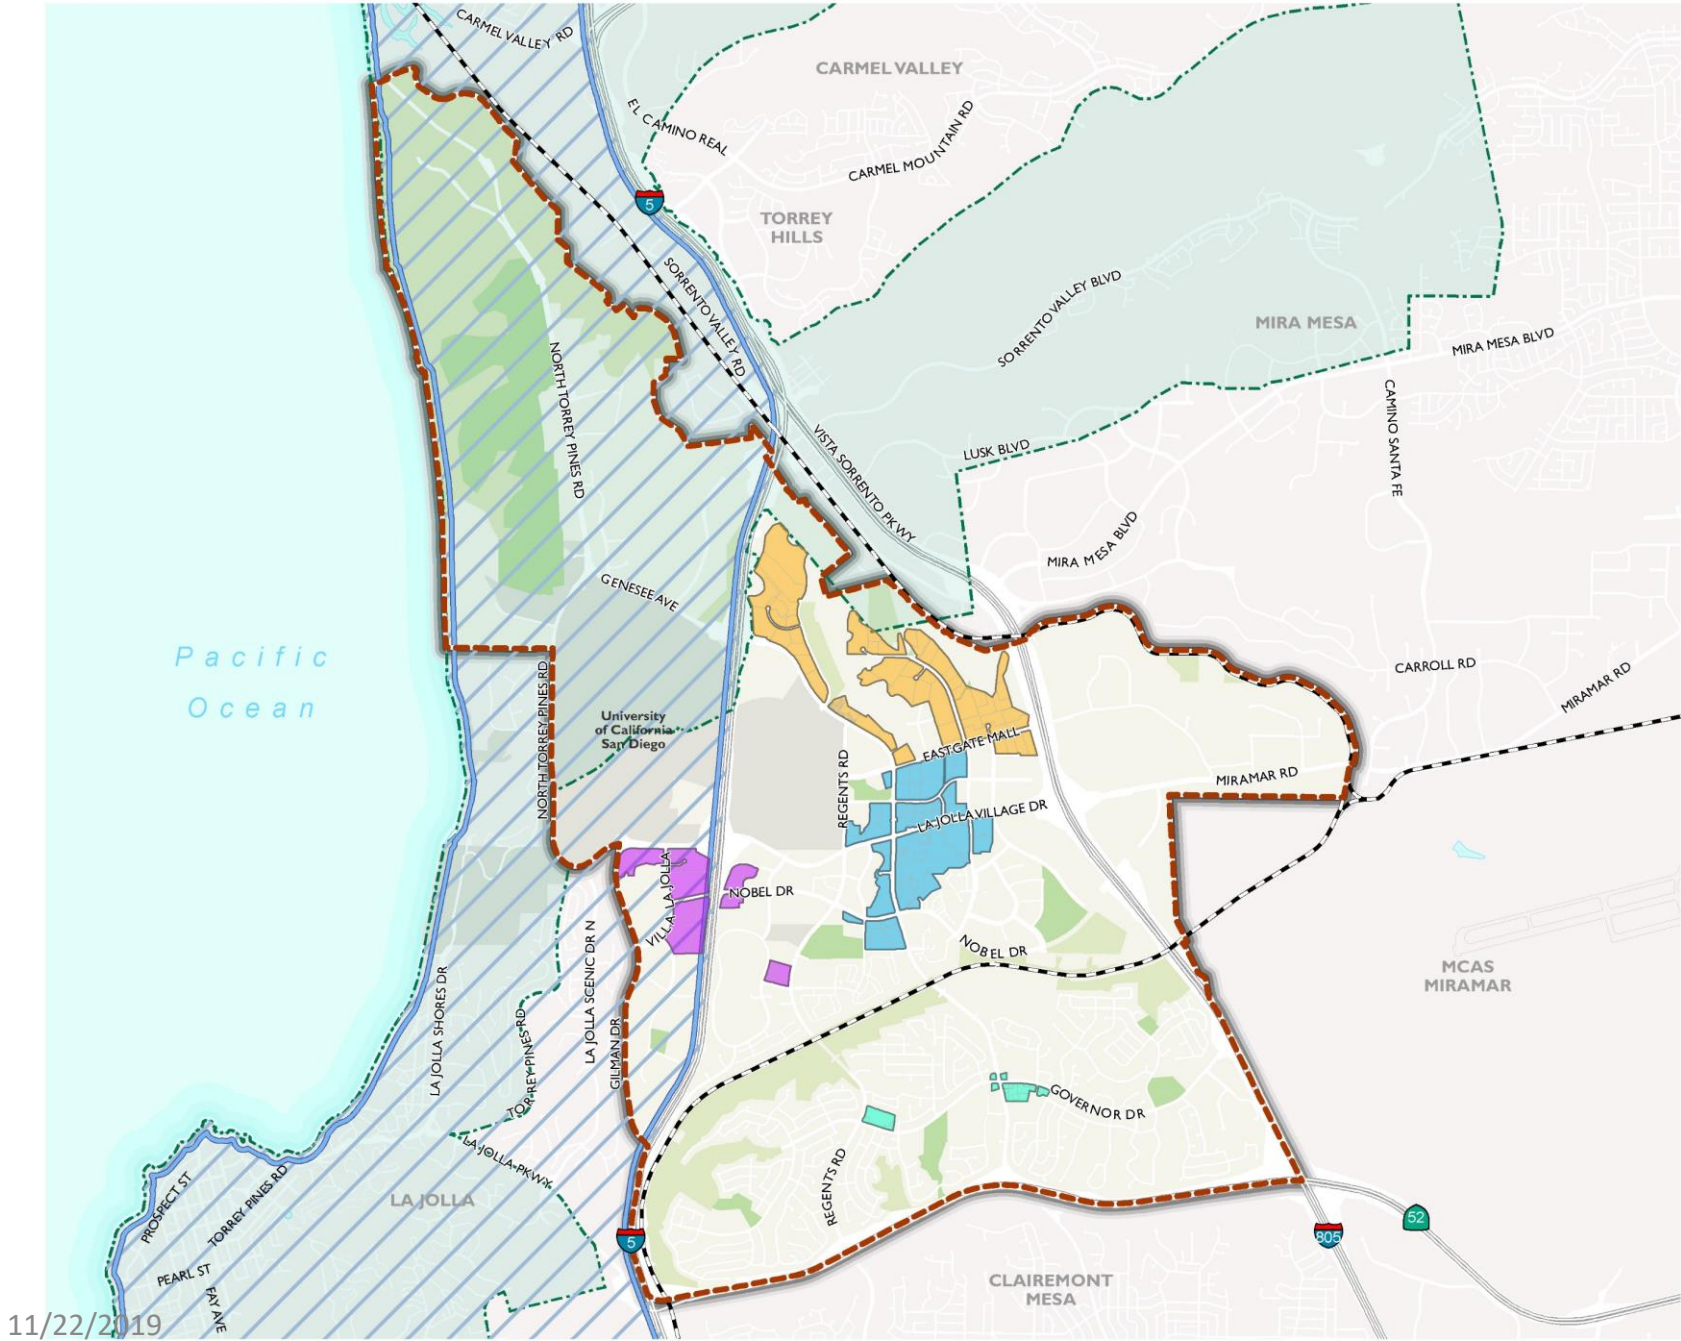 CARMEL VALLEY RD
CARMEL VALLEY
EL CAMINO REAL
CARMEL MOUNTAIN RD
5
TORREY
HILLS
SORRENTO VALLEY RD
SORRENTO VALLEY BLVD
MIRA MESA
MIRA MESA BLVD
NORTH TORREY PINES RD
CAMINO SANTA FE
VISTA SORRENTO PKWY
LUSK BLVD
MIRA MESA BLVD
GENESEE AVE
Pacific
Ocean
NORTH TORREY PINES RD
University
of California
San Diego
CARROLL RD
MIRAMAR RD
EASTGATE MALL
REGENTS RD
MIRAMAR RD
LA JOLLA VILLAGE DR
VILLA LA JOLLA
NOBEL DR
LA JOLLA SHORES DR
LA JOLLA SCENIC DR N
NOBEL DR
MCAS
MIRAMAR
TORREY PINES RD
GILMAN DR
GOVERNOR DR
LA JOLLA PKWY
PROSPECT ST
TORREY PINES RD
LA JOLLA
REGENTS RD
52
805
5
PEARL ST
FAY AVE
CLAIREMONT
MESA
11/22/2019